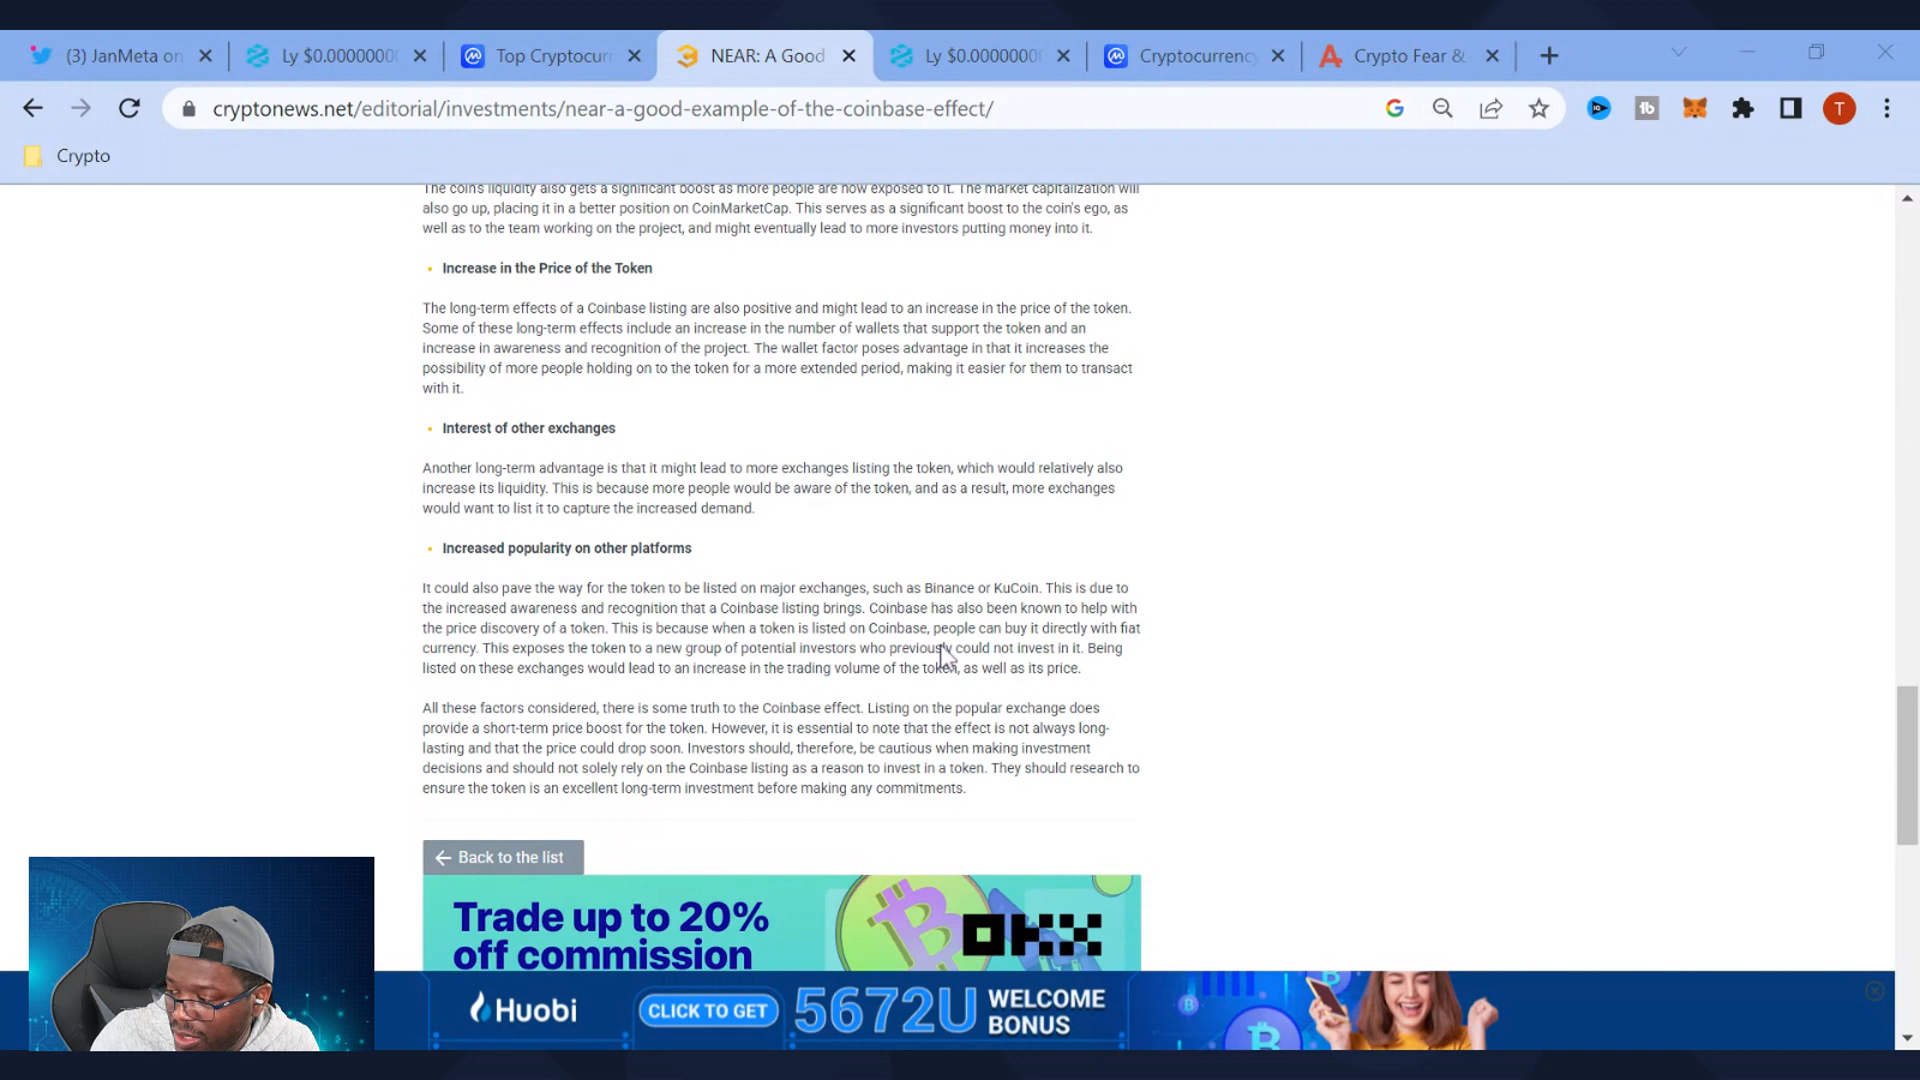 (3) JanMeta on
Ly $0.0000000
Top Cryptocur
NEAR: A Good
Ly $0.0000000
Cryptocurrency
Crypto Fear &
cryptonews.net/editorial/investments/near-a-good-example-of-the-coinbase-effect/
T
Crypto
The coin's liquidity also gets a significant boost as more people are now exposed to it. The market capitalization will
also go up, placing it in a better position on CoinMarketCap. This serves as a significant boost to the coin's ego, as
well as to the team working on the project, and might eventually lead to more investors putting money into it.
• Increase in the Price of the Token
The long-term effects of a Coinbase listing are also positive and might lead to an increase in the price of the token.
Some of these long-term effects include an increase in the number of wallets that support the token and an
increase in awareness and recognition of the project. The wallet factor poses advantage in that it increases the
possibility of more people holding on to the token for a more extended period, making it easier for them to transact
with it.
• Interest of other exchanges
Another long-term advantage is that it might lead to more exchanges listing the token, which would relatively also
increase its liquidity. This is because more people would be aware of the token, and as a result, more exchanges
would want to list it to capture the increased demand.
• Increased popularity on other platforms
It could also pave the way for the token to be listed on major exchanges, such as Binance or KuCoin. This is due to
the increased awareness and recognition that a Coinbase listing brings. Coinbase has also been known to help with
the price discovery of a token. This is because when a token is listed on Coinbase, people can buy it directly with fiat
currency. This exposes the token to a new group of potential investors who previously could not invest in it. Being
listed on these exchanges would lead to an increase in the trading volume of the token, as well as its price.
All these factors considered, there is some truth to the Coinbase effect. Listing on the popular exchange does
provide a short-term price boost for the token. However, it is essential to note that the effect is not always long-
lasting and that the price could drop soon. Investors should, therefore, be cautious when making investment
decisions and should not solely rely on the Coinbase listing as a reason to invest in a token. They should research to
ensure the token is an excellent long-term investment before making any commitments.
Back to the list
Trade up to 20%
off commission
OKX
Huobi
CLICK TO GET
5672U
WELCOME
BONUS